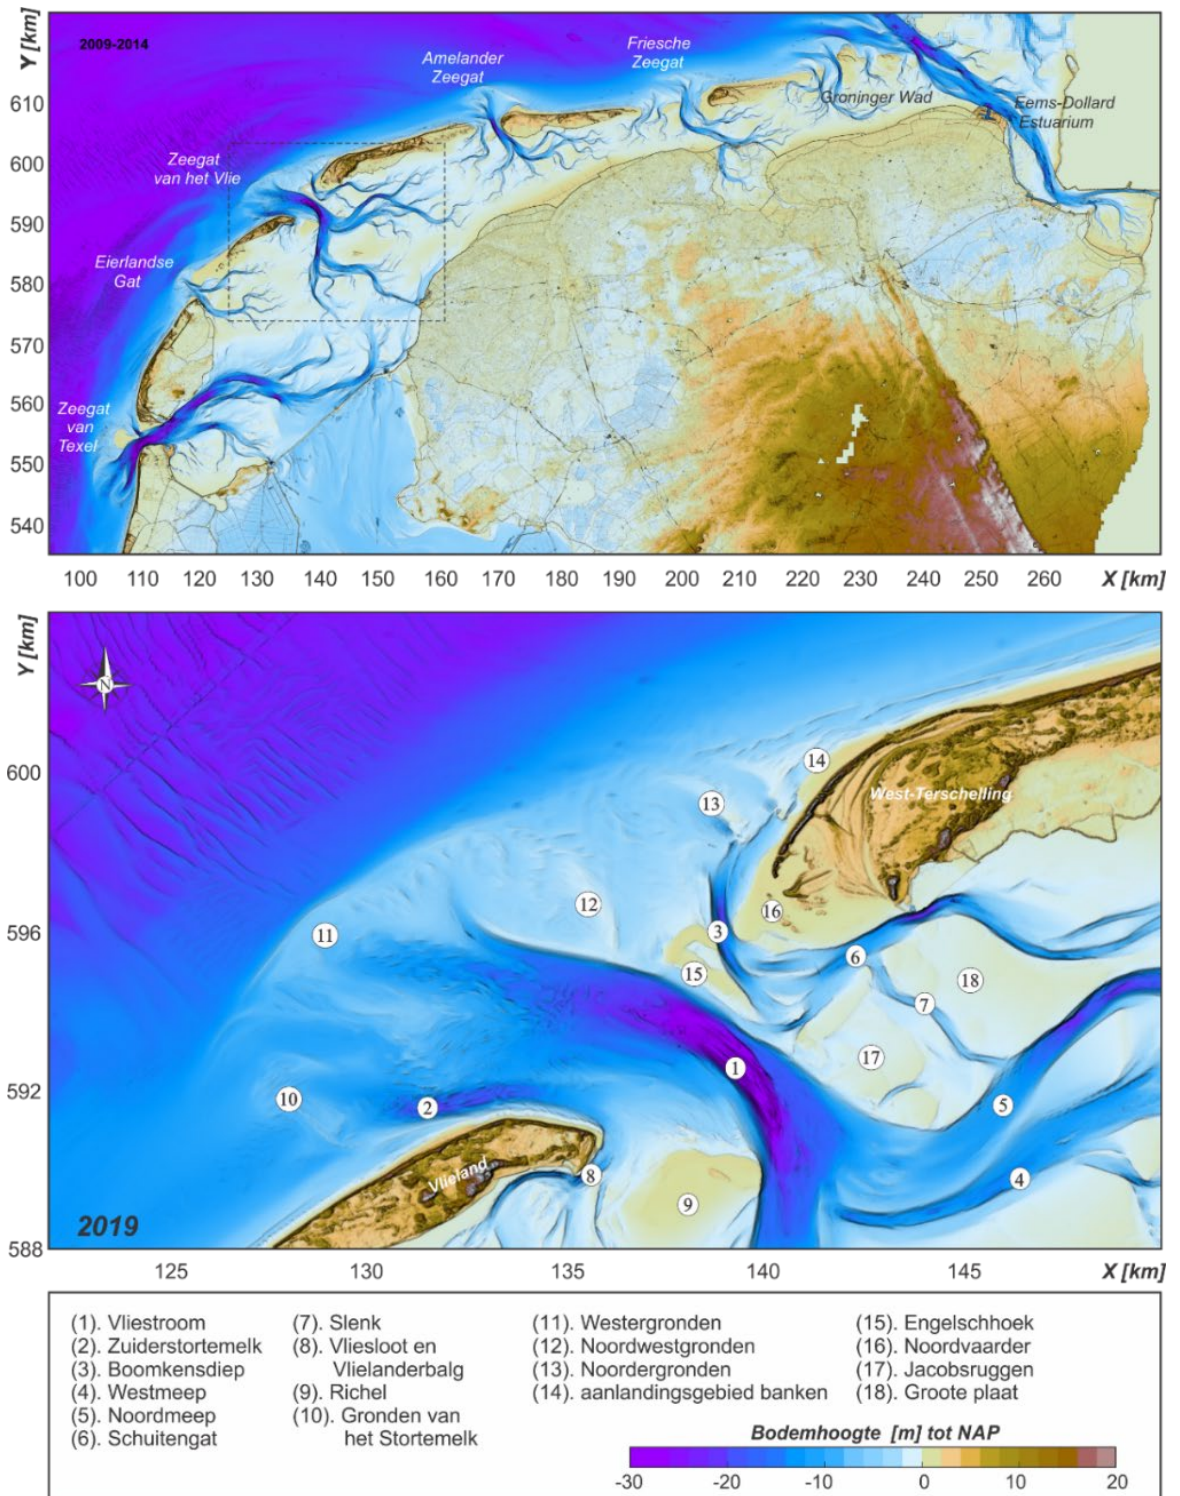 Y [km]
2009-2014
Friesche
Zeegat
Amelander
Zeegat
610
Groninger Wad
Eems-Dollard
Estuarium
600
Zeegat
van het Vlie
590
Eierlandse
Gat
580
570
560
Zeegat
van
Texel
550
540
100 110 120 130 140 150 160 170 180 190 200 210 220 230 240 250 260 X [km]
Y [km]
N
600
14
West-Terschelling
13
12
16
596
11
3
6
15
18
7
17
592
1
10
2
5
Vlieland
8
4
9
2019
588
125 130 135 140 145 X [km]
(1). Vliestroom
(2). Zuiderstortemelk
(3). Boomkensdiep
(4). Westmeep
(5). Noordmeep
(6). Schuitengat
(7). Slenk
(8). Vliesloot en
Vlielanderbalg
(9). Richel
(10). Gronden van
het Stortemelk
(11). Westergronden
(12). Noordwestgronden
(13). Noordergronden
(14). aanlandingsgebied banken
(15). Engelschhoek
(16). Noordvaarder
(17). Jacobsruggen
(18). Groote plaat
Bodemhoogte [m] tot NAP
-30 -20 -10 0 10 20